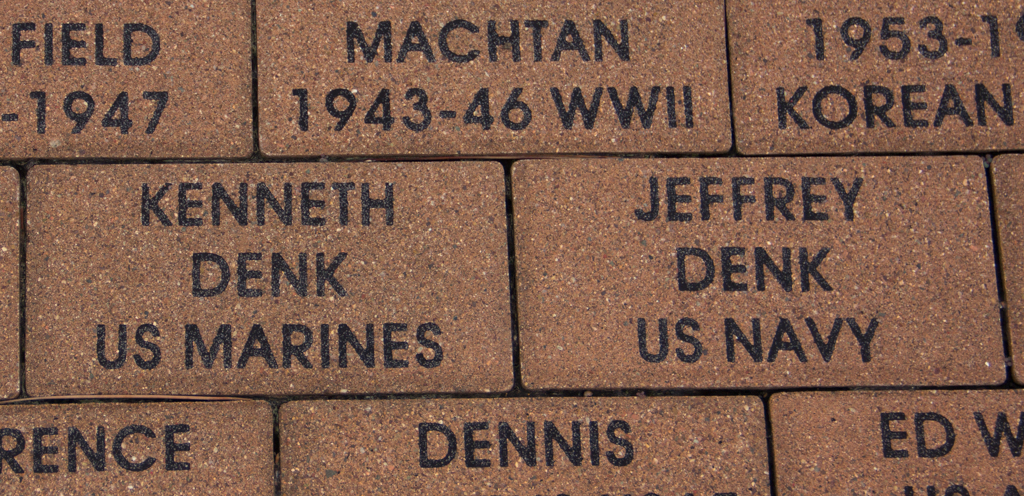 FIELD
-1947
MACHTAN
1943-46 WWII
1953-19
KOREAN
KENNETH
DENK
US MARINES
JEFFREY
DENK
US NAVY
RENCE
DENNIS
ED W